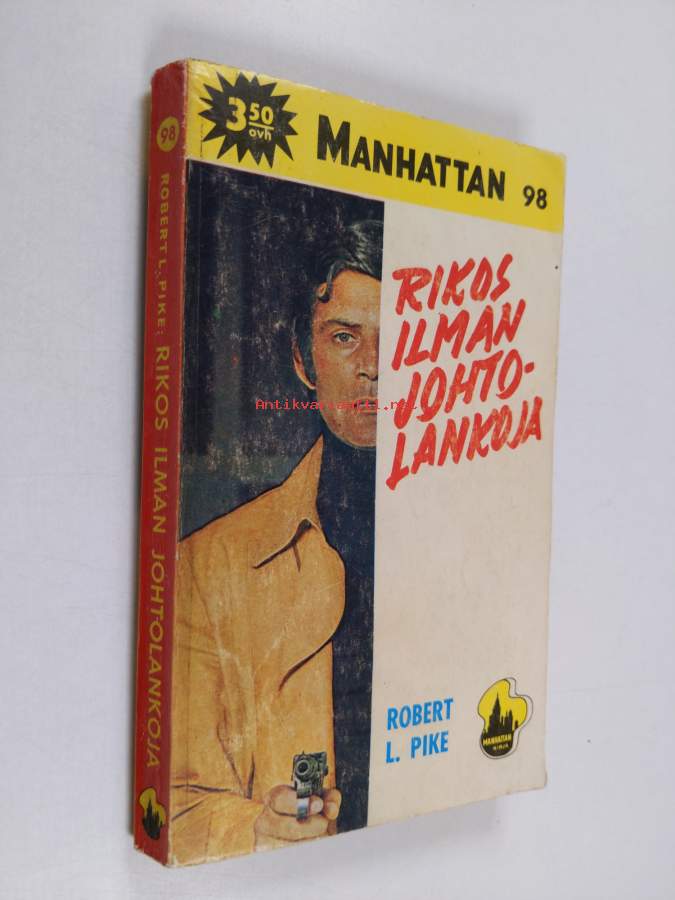 3 50
ovh
MANHATTAN 98
RIKOS
ILMAN
JOHTO-
LANKOJA
Antikvariaatti.net
ROBERT
L. PIKE
MANHATTAN
KIRJA
98 ROBERT L. PIKE: RIKOS ILMAN JOHTOLANKOJA